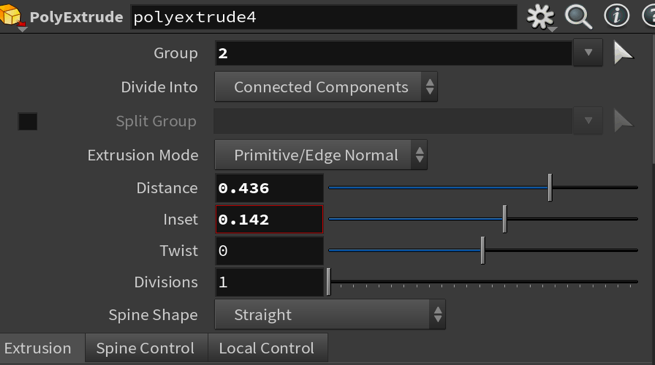 PolyExtrude polyextrude4
Group 2
Divide Into Connected Components
Split Group
Extrusion Mode Primitive/Edge Normal
Distance 0.436
Inset 0.142
Twist 0
Divisions 1
Spine Shape Straight
Extrusion Spine Control Local Control